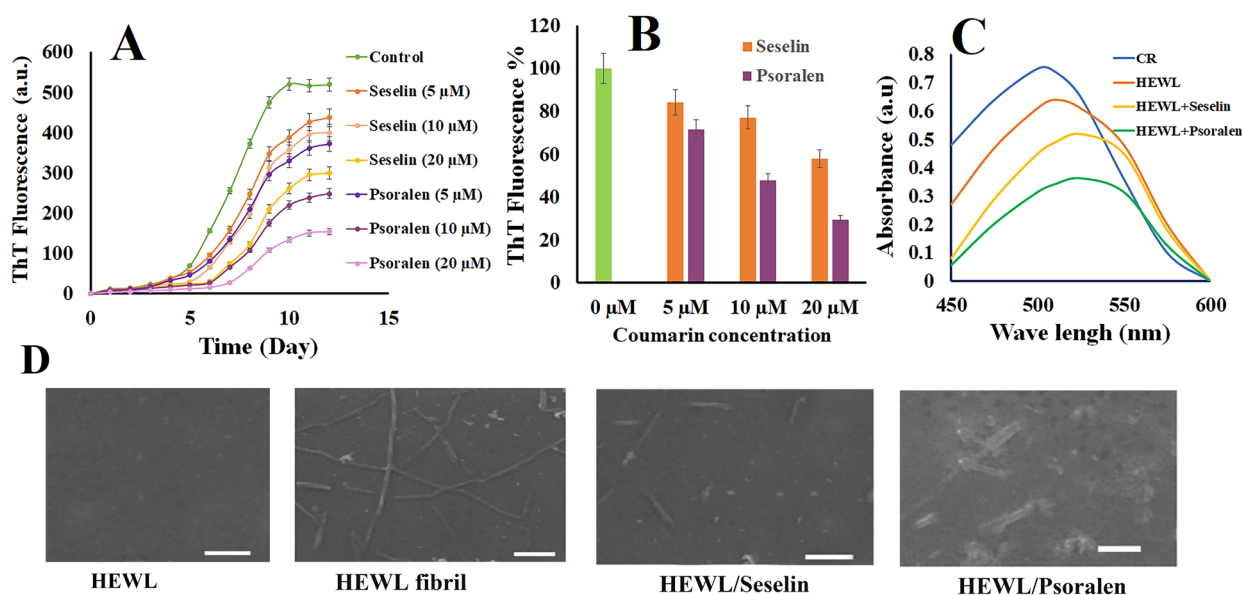 A
ThT Fluorescence (a.u.)
600
500
400
300
200
100
0
0
5
10
15
Time (Day)
Control
Seselin (5 µM)
Seselin (10 µM)
Seselin (20 µM)
Psoralen (5 µM)
Psoralen (10 µM)
Psoralen (20 µM)
B
ThT Fluorescence %
120
100
80
60
40
20
0
0 µM
5 µM
10 µM
20 µM
Coumarin concentration
Seselin
Psoralen
C
Absorbance (a.u)
0.8
0.7
0.6
0.5
0.4
0.3
0.2
0.1
0
450
500
550
600
Wave lengh (nm)
CR
HEWL
HEWL+Seselin
HEWL+Psoralen
D
HEWL
HEWL fibril
HEWL/Seselin
HEWL/Psoralen